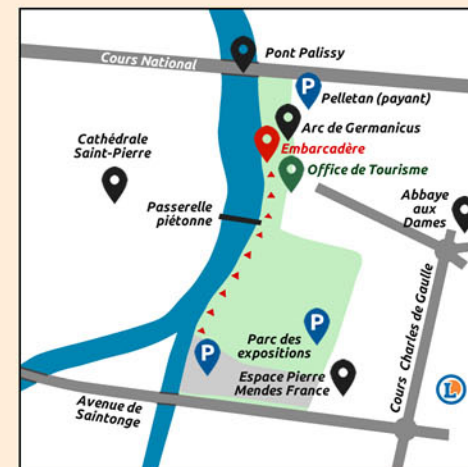 Pont Palissy
Cours National
P
Pelletan (payant)
Arc de Germanicus
Cathédrale
Saint-Pierre
Embarcadère
Office de Tourisme
Abbaye
aux
Dames
Passerelle
piétonne
Cours Charles de Gaulle
P
Parc des
expositions
P
Espace Pierre
Mendes France
L
Avenue de
Saintonge